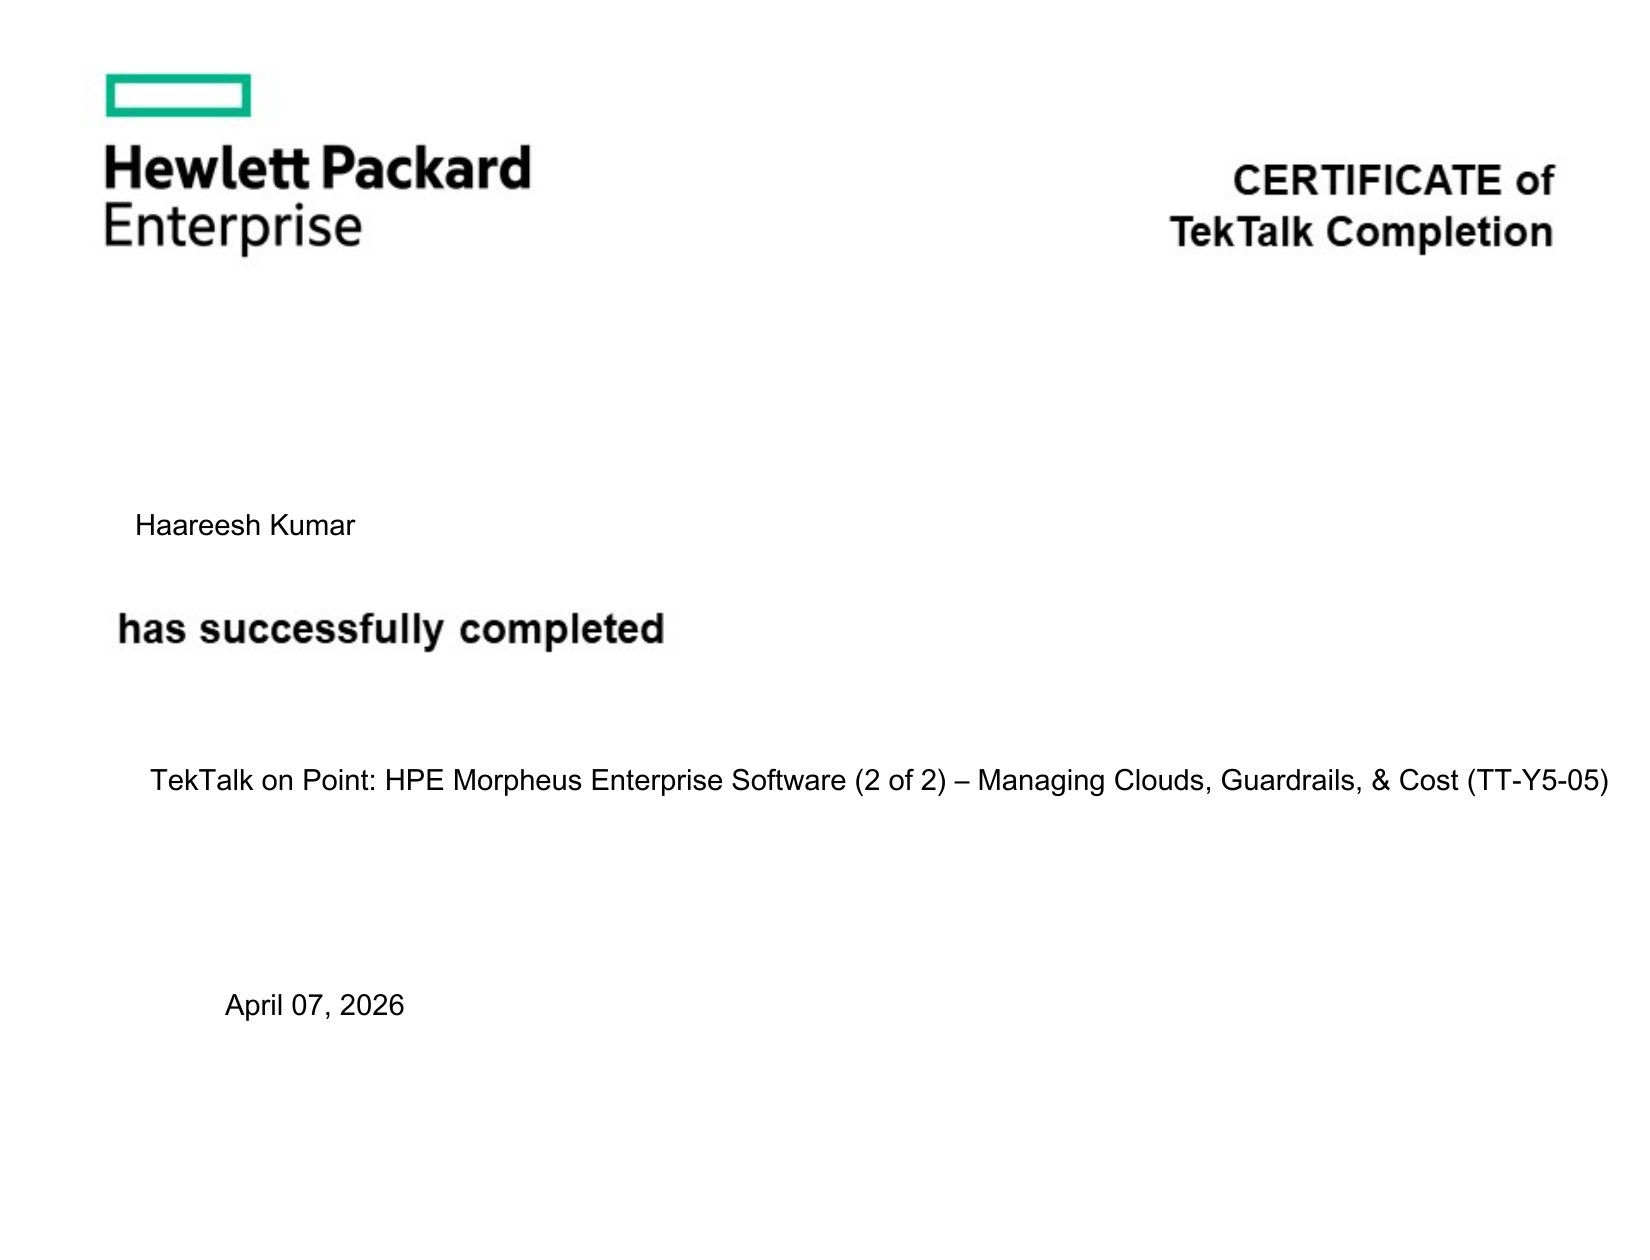 Hewlett Packard
Enterprise
CERTIFICATE of
TekTalk Completion
Haareesh Kumar
has successfully completed
TekTalk on Point: HPE Morpheus Enterprise Software (2 of 2) – Managing Clouds, Guardrails, & Cost (TT-Y5-05)
April 07, 2026